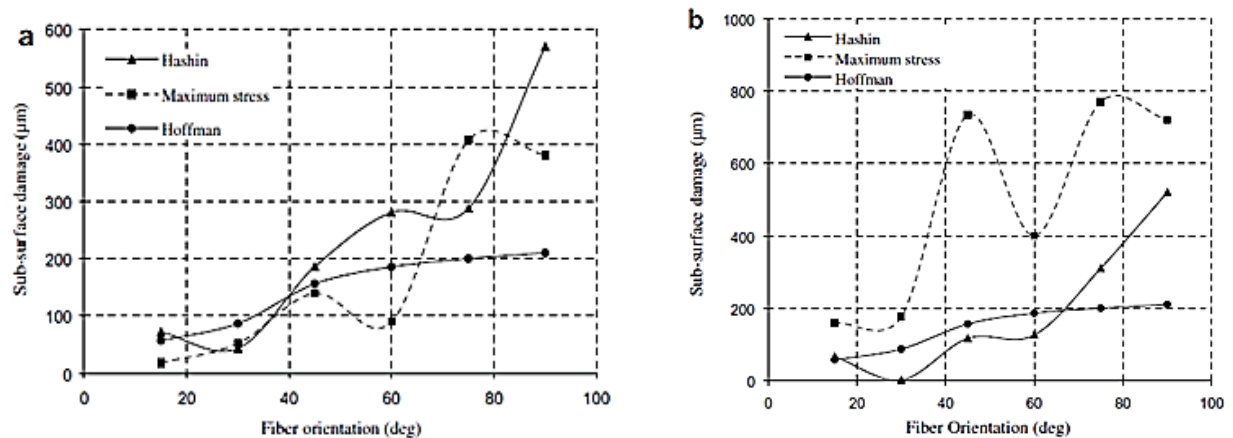 a
600
500
400
300
200
100
0
Hashin
Maximum stress
Hoffman
Sub-surface damage (μm)
0 20 40 60 80 100
Fiber orientation (deg)
b
1000
800
600
400
200
0
Hashin
Maximum stress
Hoffman
Sub-surface damage (μm)
0 20 40 60 80 100
Fiber Orientation (deg)